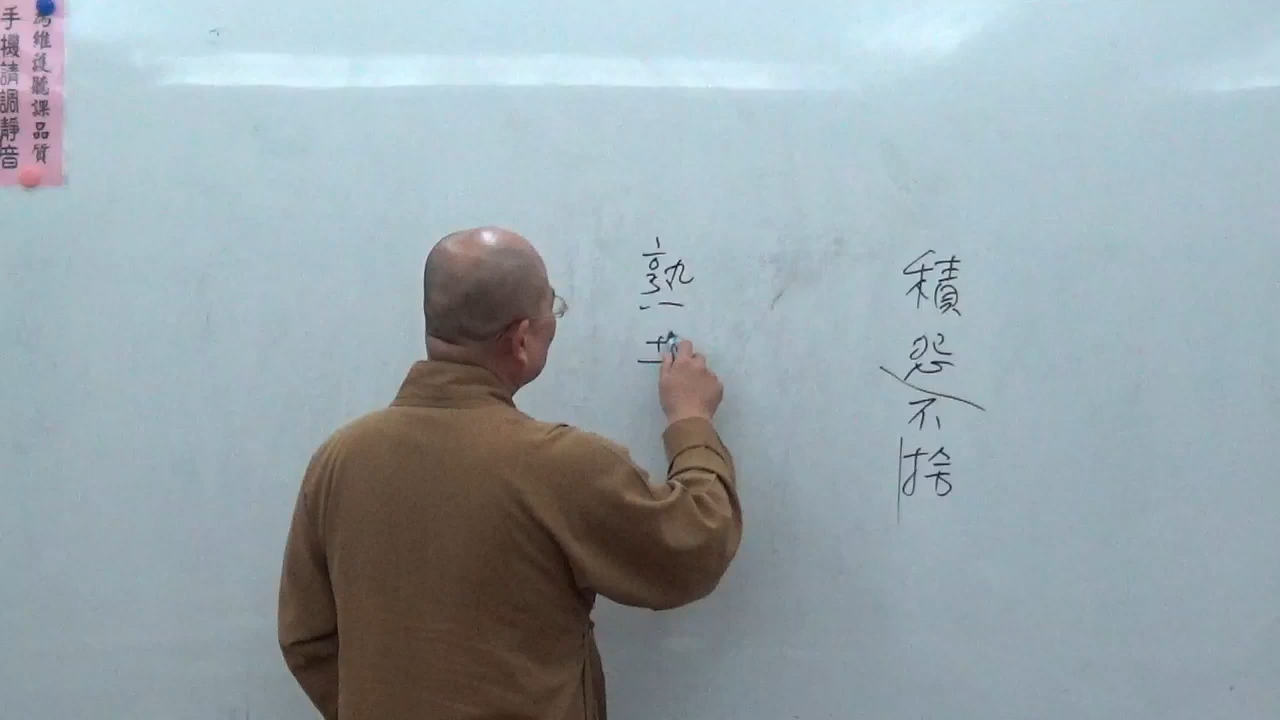 積怨不捨
熟
為維護聽課品質
手機請調靜音